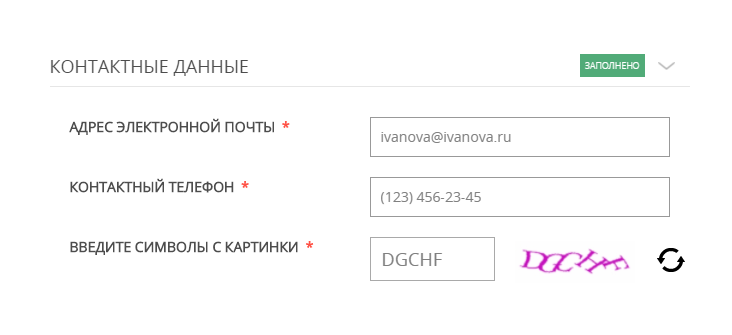 КОНТАКТНЫЕ ДАННЫЕ ЗАПОЛНЕНО
АДРЕС ЭЛЕКТРОННОЙ ПОЧТЫ * ivanova@ivanova.ru
КОНТАКТНЫЙ ТЕЛЕФОН * (123) 456-23-45
ВВЕДИТЕ СИМВОЛЫ С КАРТИНКИ * DGCHF